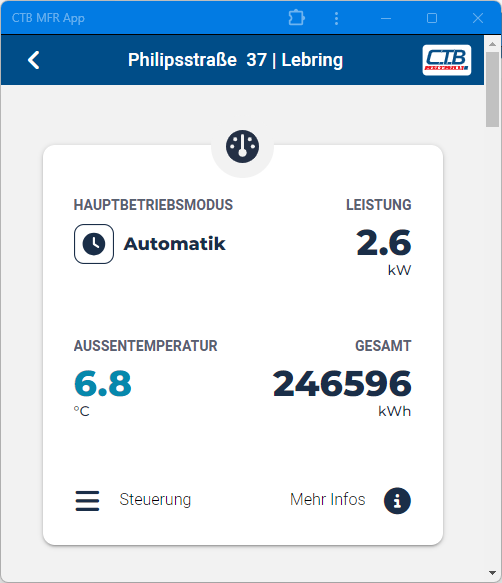 CTB MFR App
Philipsstraße 37 | Lebring
C.T.B
HAUPTBETRIEBSMODUS
LEISTUNG
Automatik
2.6
kW
AUSSENTEMPERATUR
GESAMT
6.8
246596
°C
kWh
Steuerung
Mehr Infos